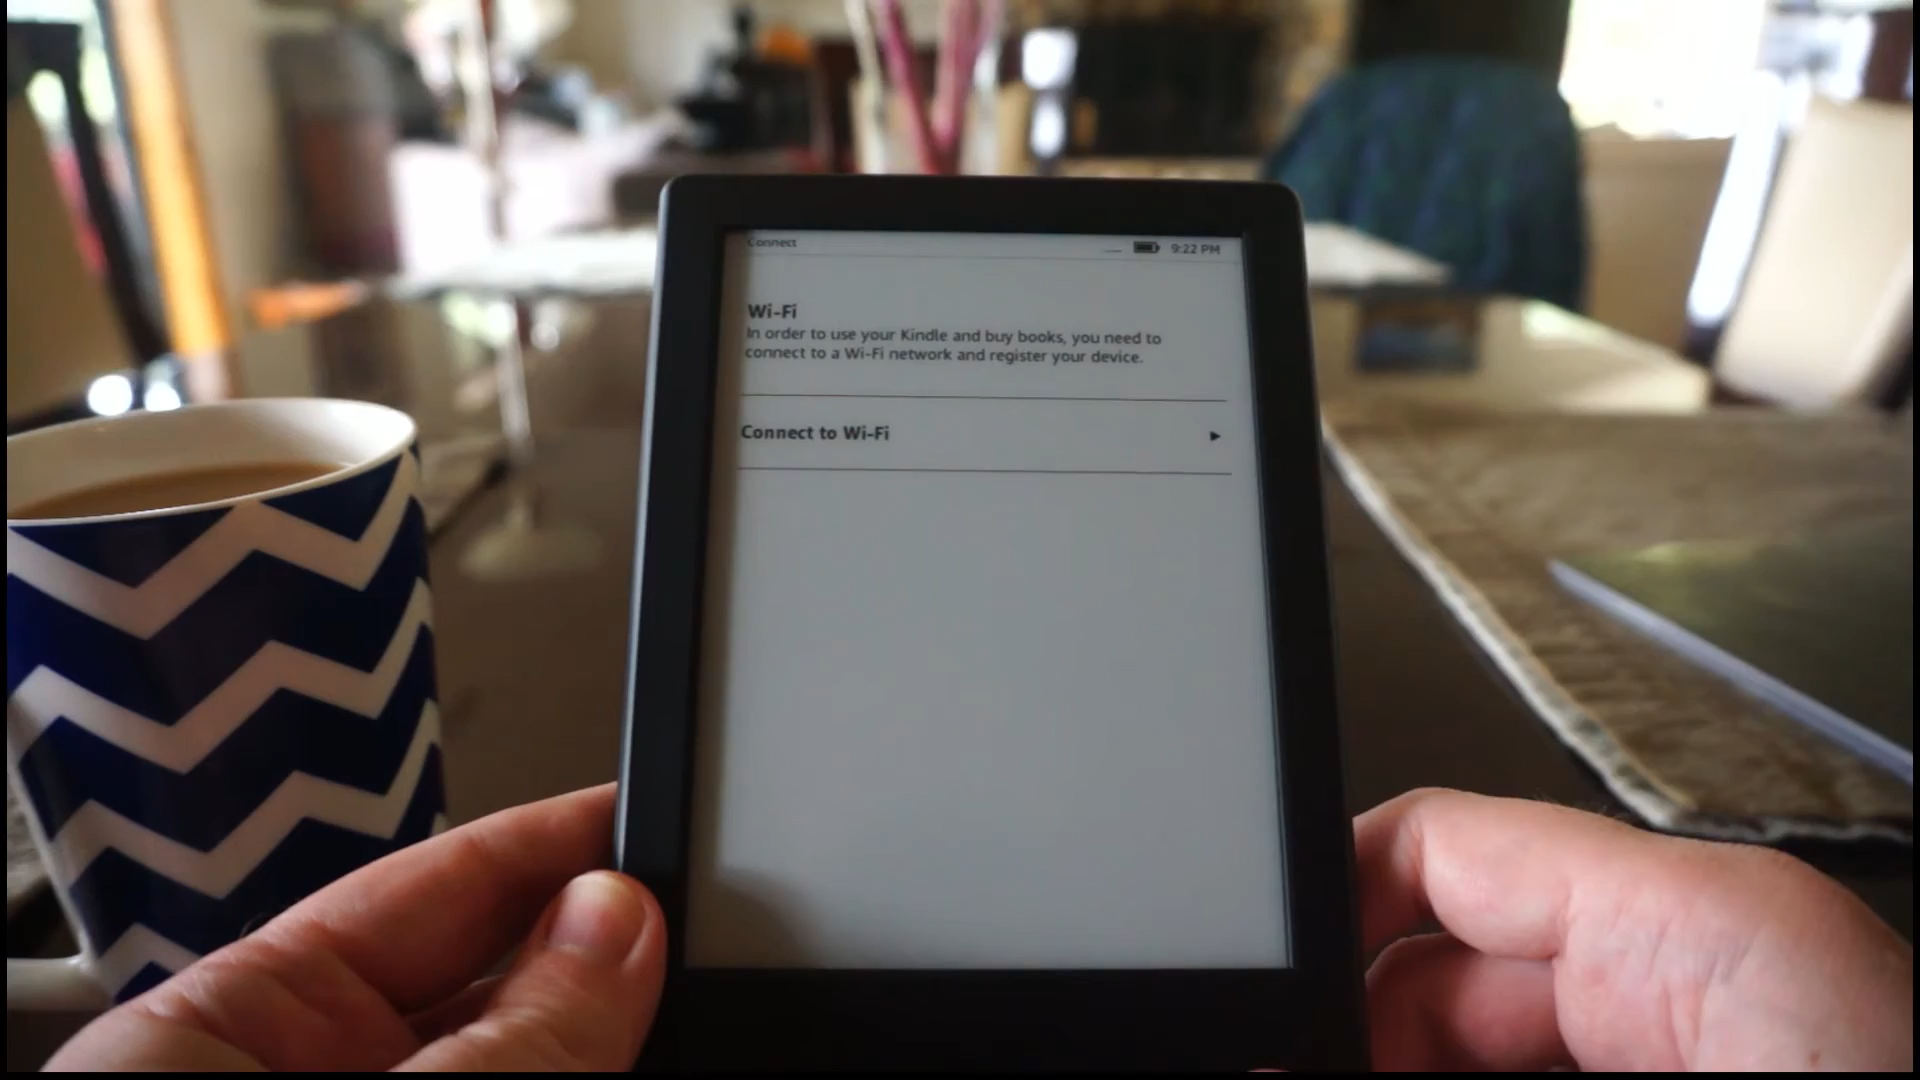 Connect
9:22 PM
Wi-Fi
In order to use your Kindle and buy books, you need to
connect to a Wi-Fi network and register your device.
Connect to Wi-Fi